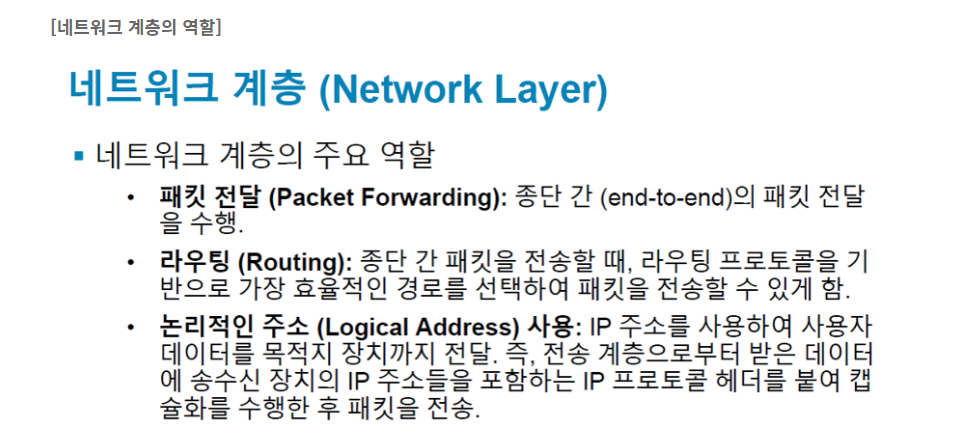 [네트워크 계층의 역할]
네트워크 계층 (Network Layer)
▪ 네트워크 계층의 주요 역할
• 패킷 전달 (Packet Forwarding): 종단 간 (end-to-end)의 패킷 전달
을 수행.
• 라우팅 (Routing): 종단 간 패킷을 전송할 때, 라우팅 프로토콜을 기
반으로 가장 효율적인 경로를 선택하여 패킷을 전송할 수 있게 함.
• 논리적인 주소 (Logical Address) 사용: IP 주소를 사용하여 사용자
데이터를 목적지 장치까지 전달. 즉, 전송 계층으로부터 받은 데이터
에 송수신 장치의 IP 주소들을 포함하는 IP 프로토콜 헤더를 붙여 캡
슐화를 수행한 후 패킷을 전송.